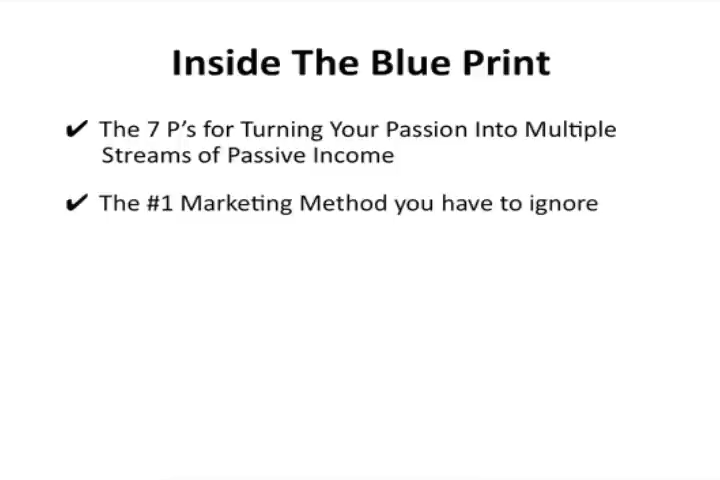 Inside The Blue Print
✔ The 7 P's for Turning Your Passion Into Multiple
Streams of Passive Income
✔ The #1 Marketing Method you have to ignore